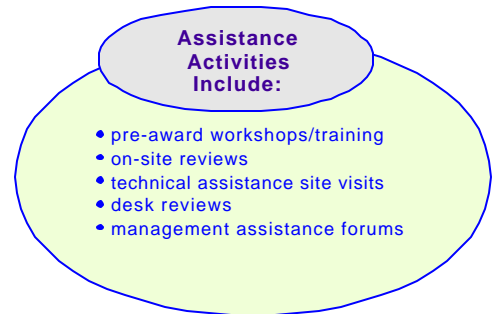 Assistance
Activities
Include:
• pre-award workshops/training
• on-site reviews
• technical assistance site visits
• desk reviews
• management assistance forums